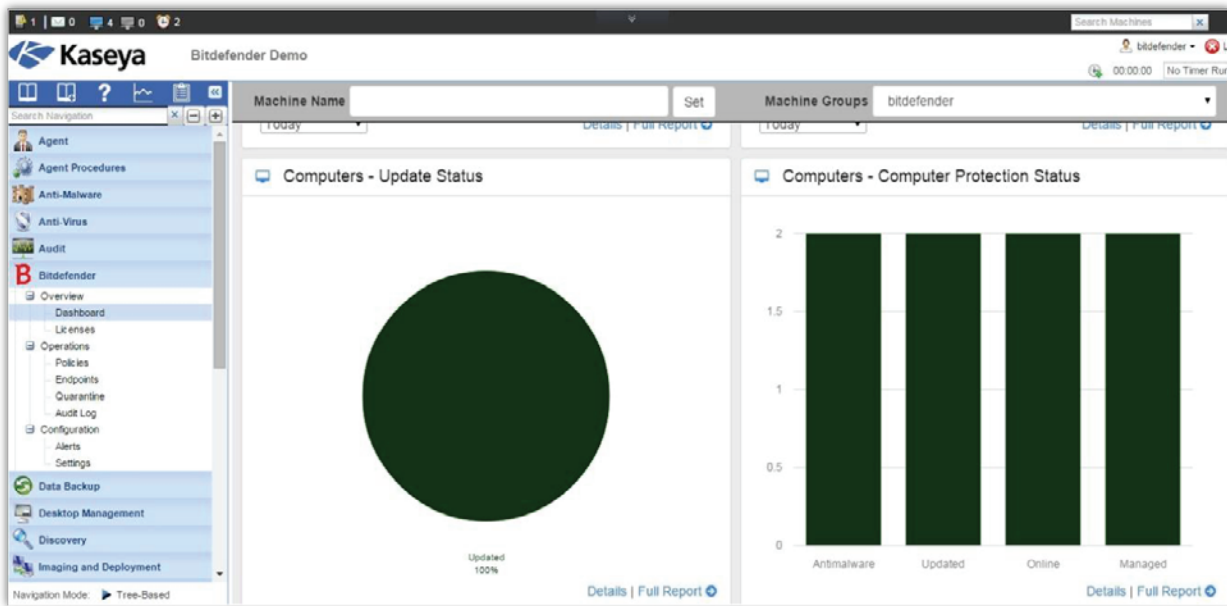 1 | 0 4 0 2
Search Machines
Kaseya
Bitdefender Demo
bitdefender
00:00:00 No Timer Run
Search Navigation
Machine Name Set Machine Groups bitdefender
Today Details | Full Report
Today Details | Full Report
Agent
Agent Procedures
Anti-Malware
Anti-Virus
Audit
Bitdefender
Overview
Dashboard
Licenses
Operations
Policies
Endpoints
Quarantine
Audit Log
Configuration
Alerts
Settings
Data Backup
Desktop Management
Discovery
Imaging and Deployment
Navigation Mode: Tree-Based
Computers - Update Status
Updated
100%
Details | Full Report
Computers - Computer Protection Status
2
1.5
1
0.5
0
Antimalware Updated Online Managed
Details | Full Report